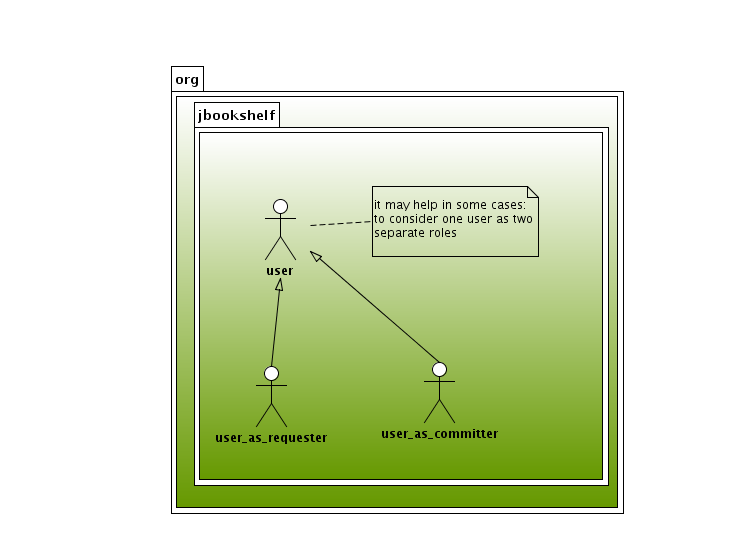 org
jbookshelf
it may help in some cases:
to consider one user as two
separate roles
user
user_as_requester
user_as_committer